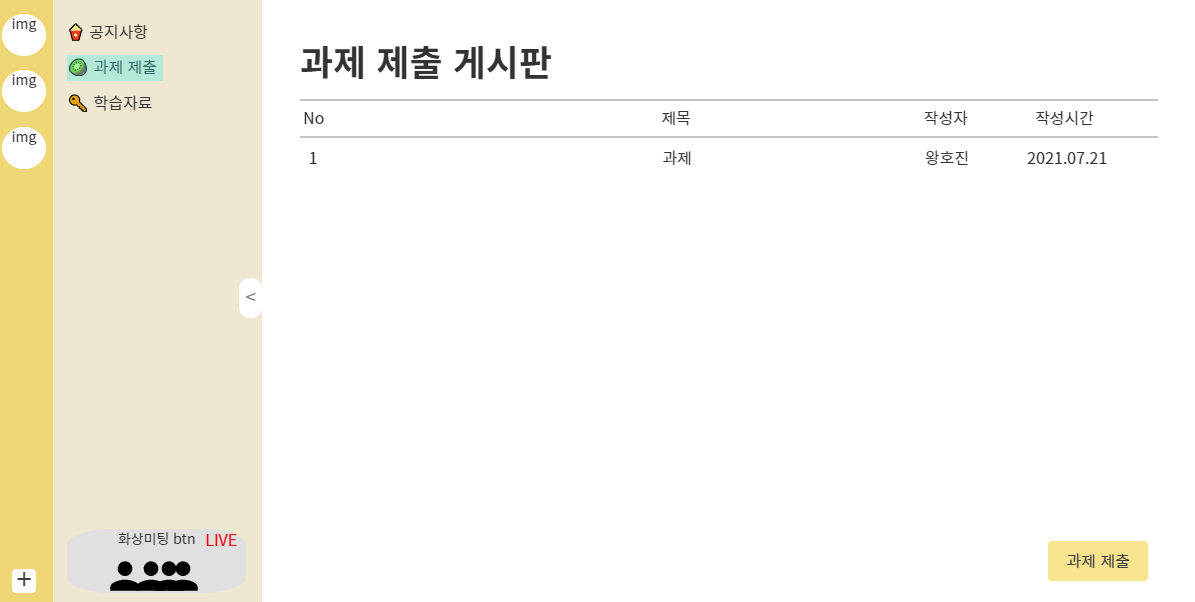 img
img
img
+
공지사항
과제 제출
학습자료
<
화상미팅 btn LIVE
과제 제출 게시판
No 제목 작성자 작성시간
1 과제 왕호진 2021.07.21
과제 제출